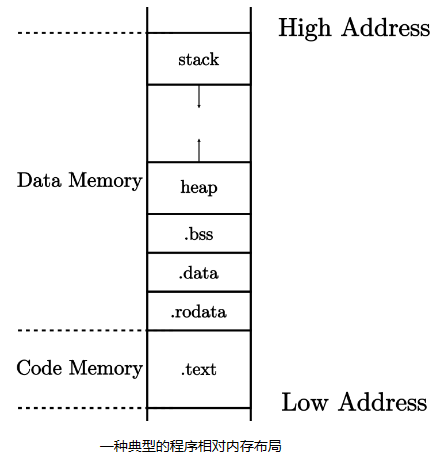 High Address
stack
Data Memory
heap
.bss
.data
.rodata
Code Memory
.text
Low Address
一种典型的程序相对内存布局